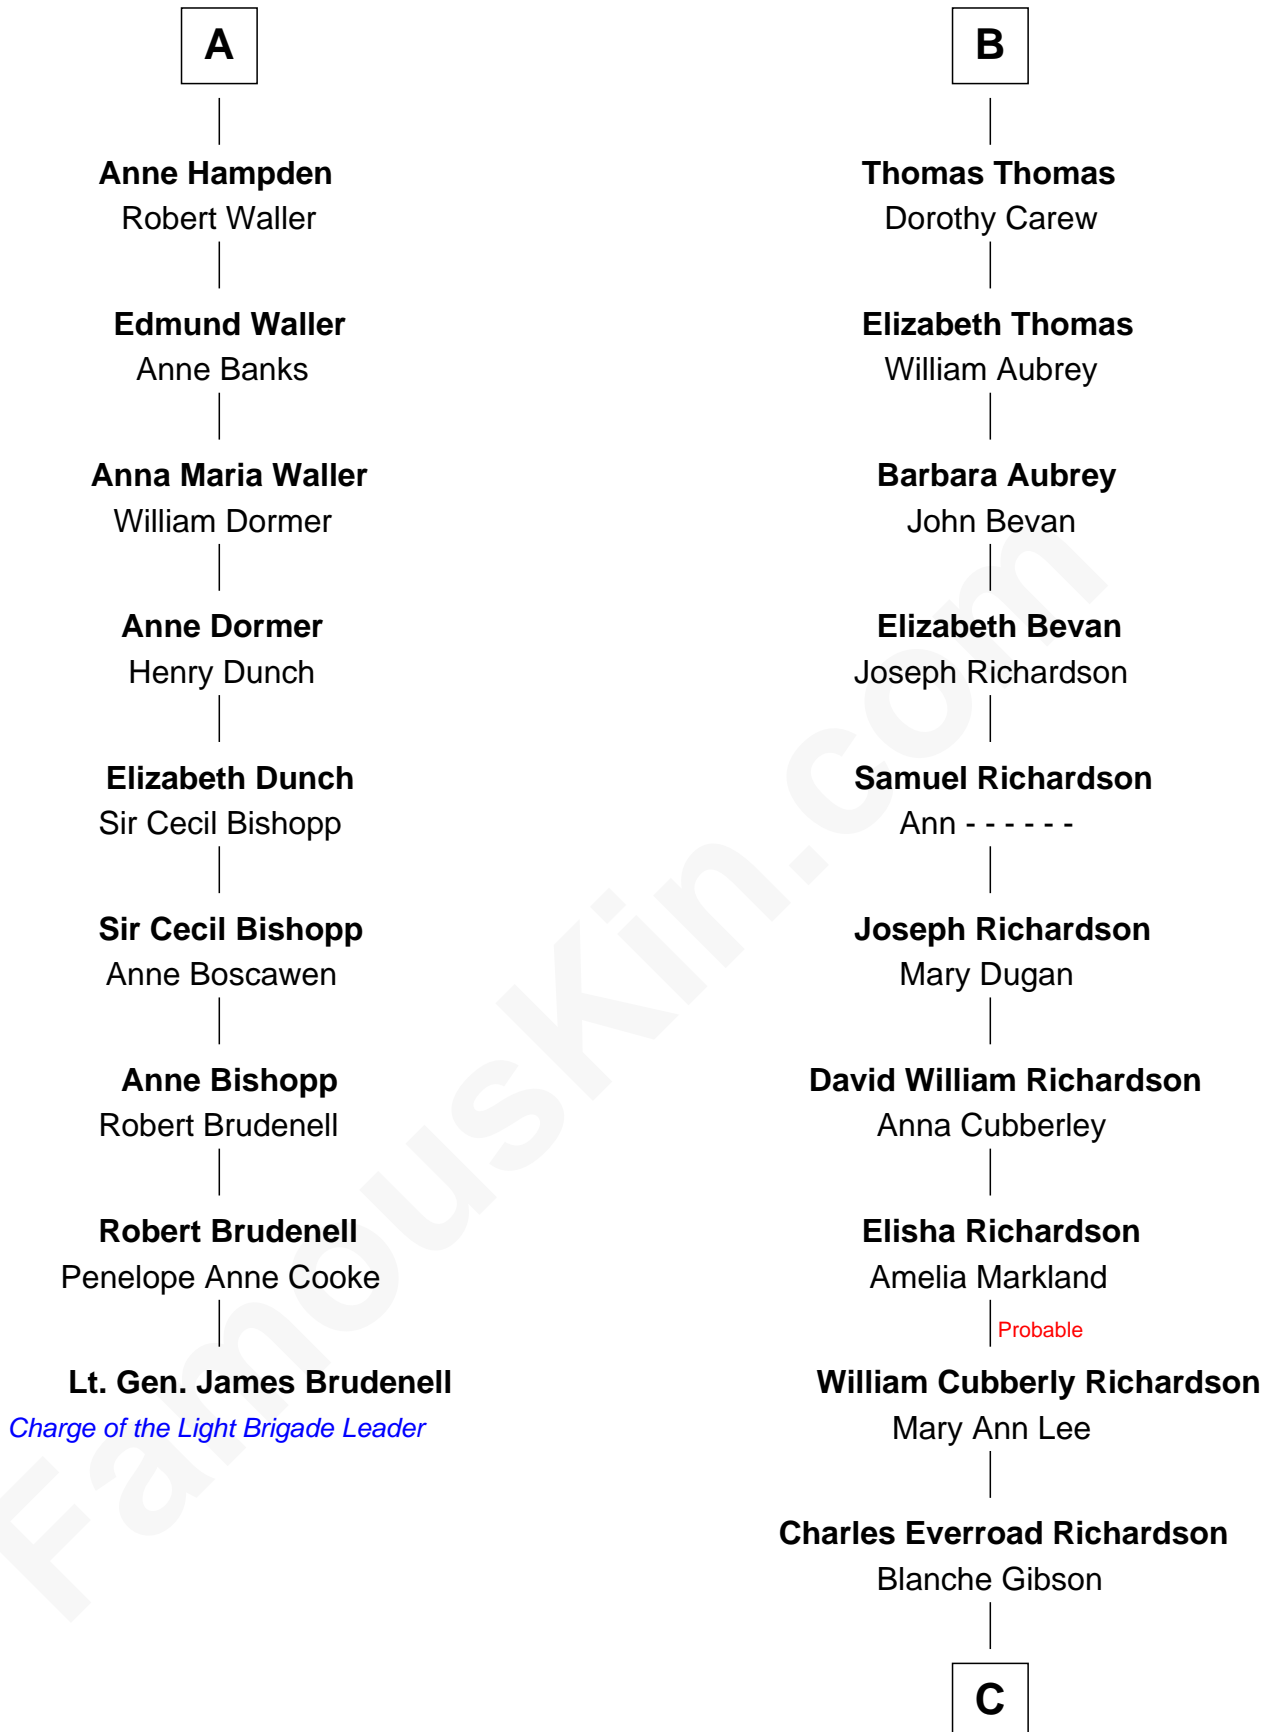 A
Anne Hampden
Robert Waller
Edmund Waller
Anne Banks
Anna Maria Waller
William Dormer
Anne Dormer
Henry Dunch
Elizabeth Dunch
Sir Cecil Bishopp
Sir Cecil Bishopp
Anne Boscawen
Anne Bishopp
Robert Brudenell
Robert Brudenell
Penelope Anne Cooke
Lt. Gen. James Brudenell
Charge of the Light Brigade Leader
B
Thomas Thomas
Dorothy Carew
Elizabeth Thomas
William Aubrey
Barbara Aubrey
John Bevan
Elizabeth Bevan
Joseph Richardson
Samuel Richardson
Ann - - - - - -
Joseph Richardson
Mary Dugan
David William Richardson
Anna Cubberley
Elisha Richardson
Amelia Markland
Probable
William Cubberly Richardson
Mary Ann Lee
Charles Everroad Richardson
Blanche Gibson
C
FamousKin.com